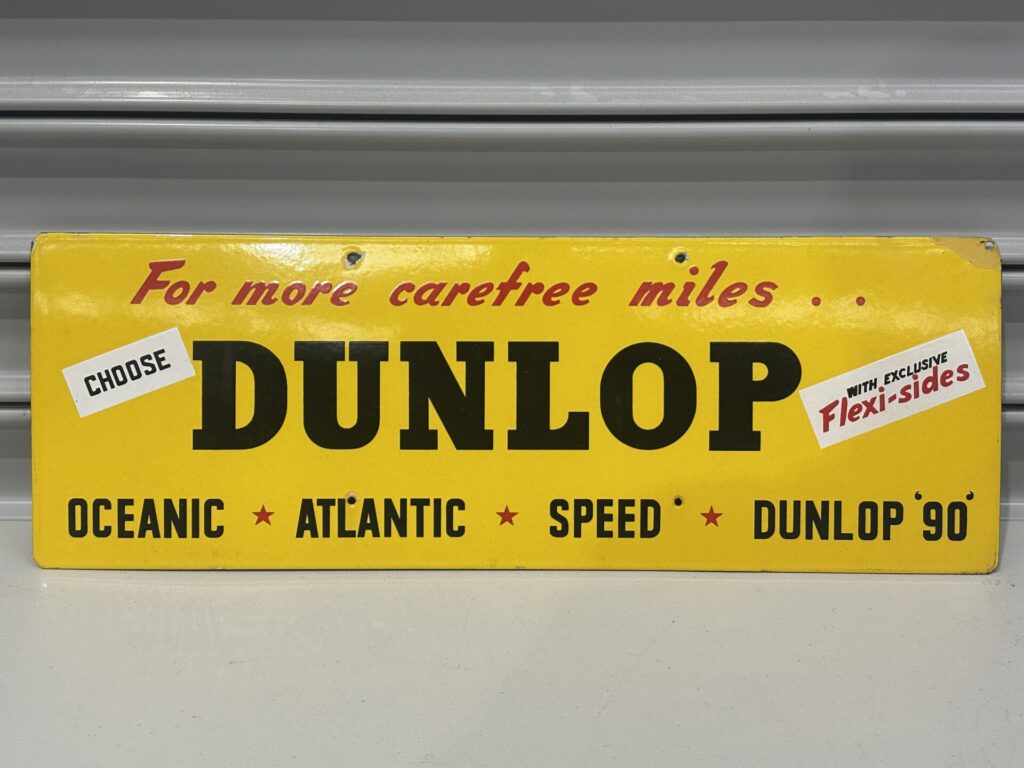 For more carefree miles . .
CHOOSE
DUNLOP
WITH EXCLUSIVE
Flexi-sides
OCEANIC ★ ATLANTIC ★ SPEED ★ DUNLOP ‘90’